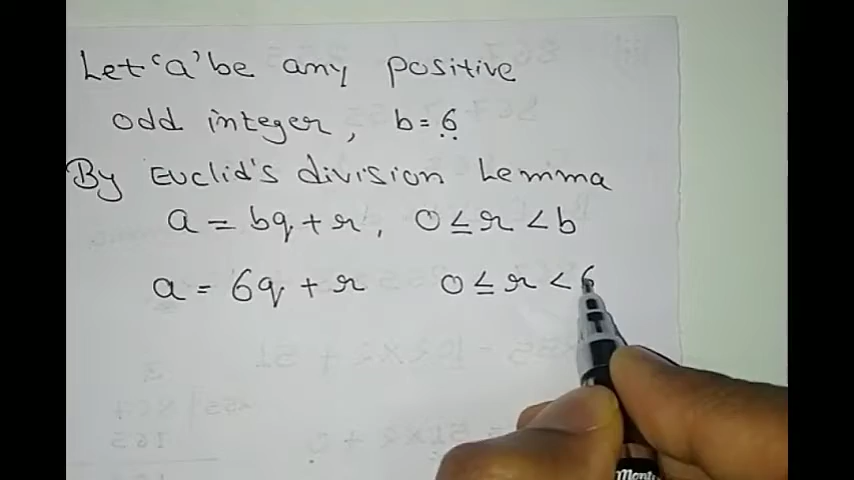 Let 'a' be any positive
odd integer, b = 6
By Euclid's division Lemma
a = bq + r, 0 ≤ r < b
a = 6q + r 0 ≤ r < 6